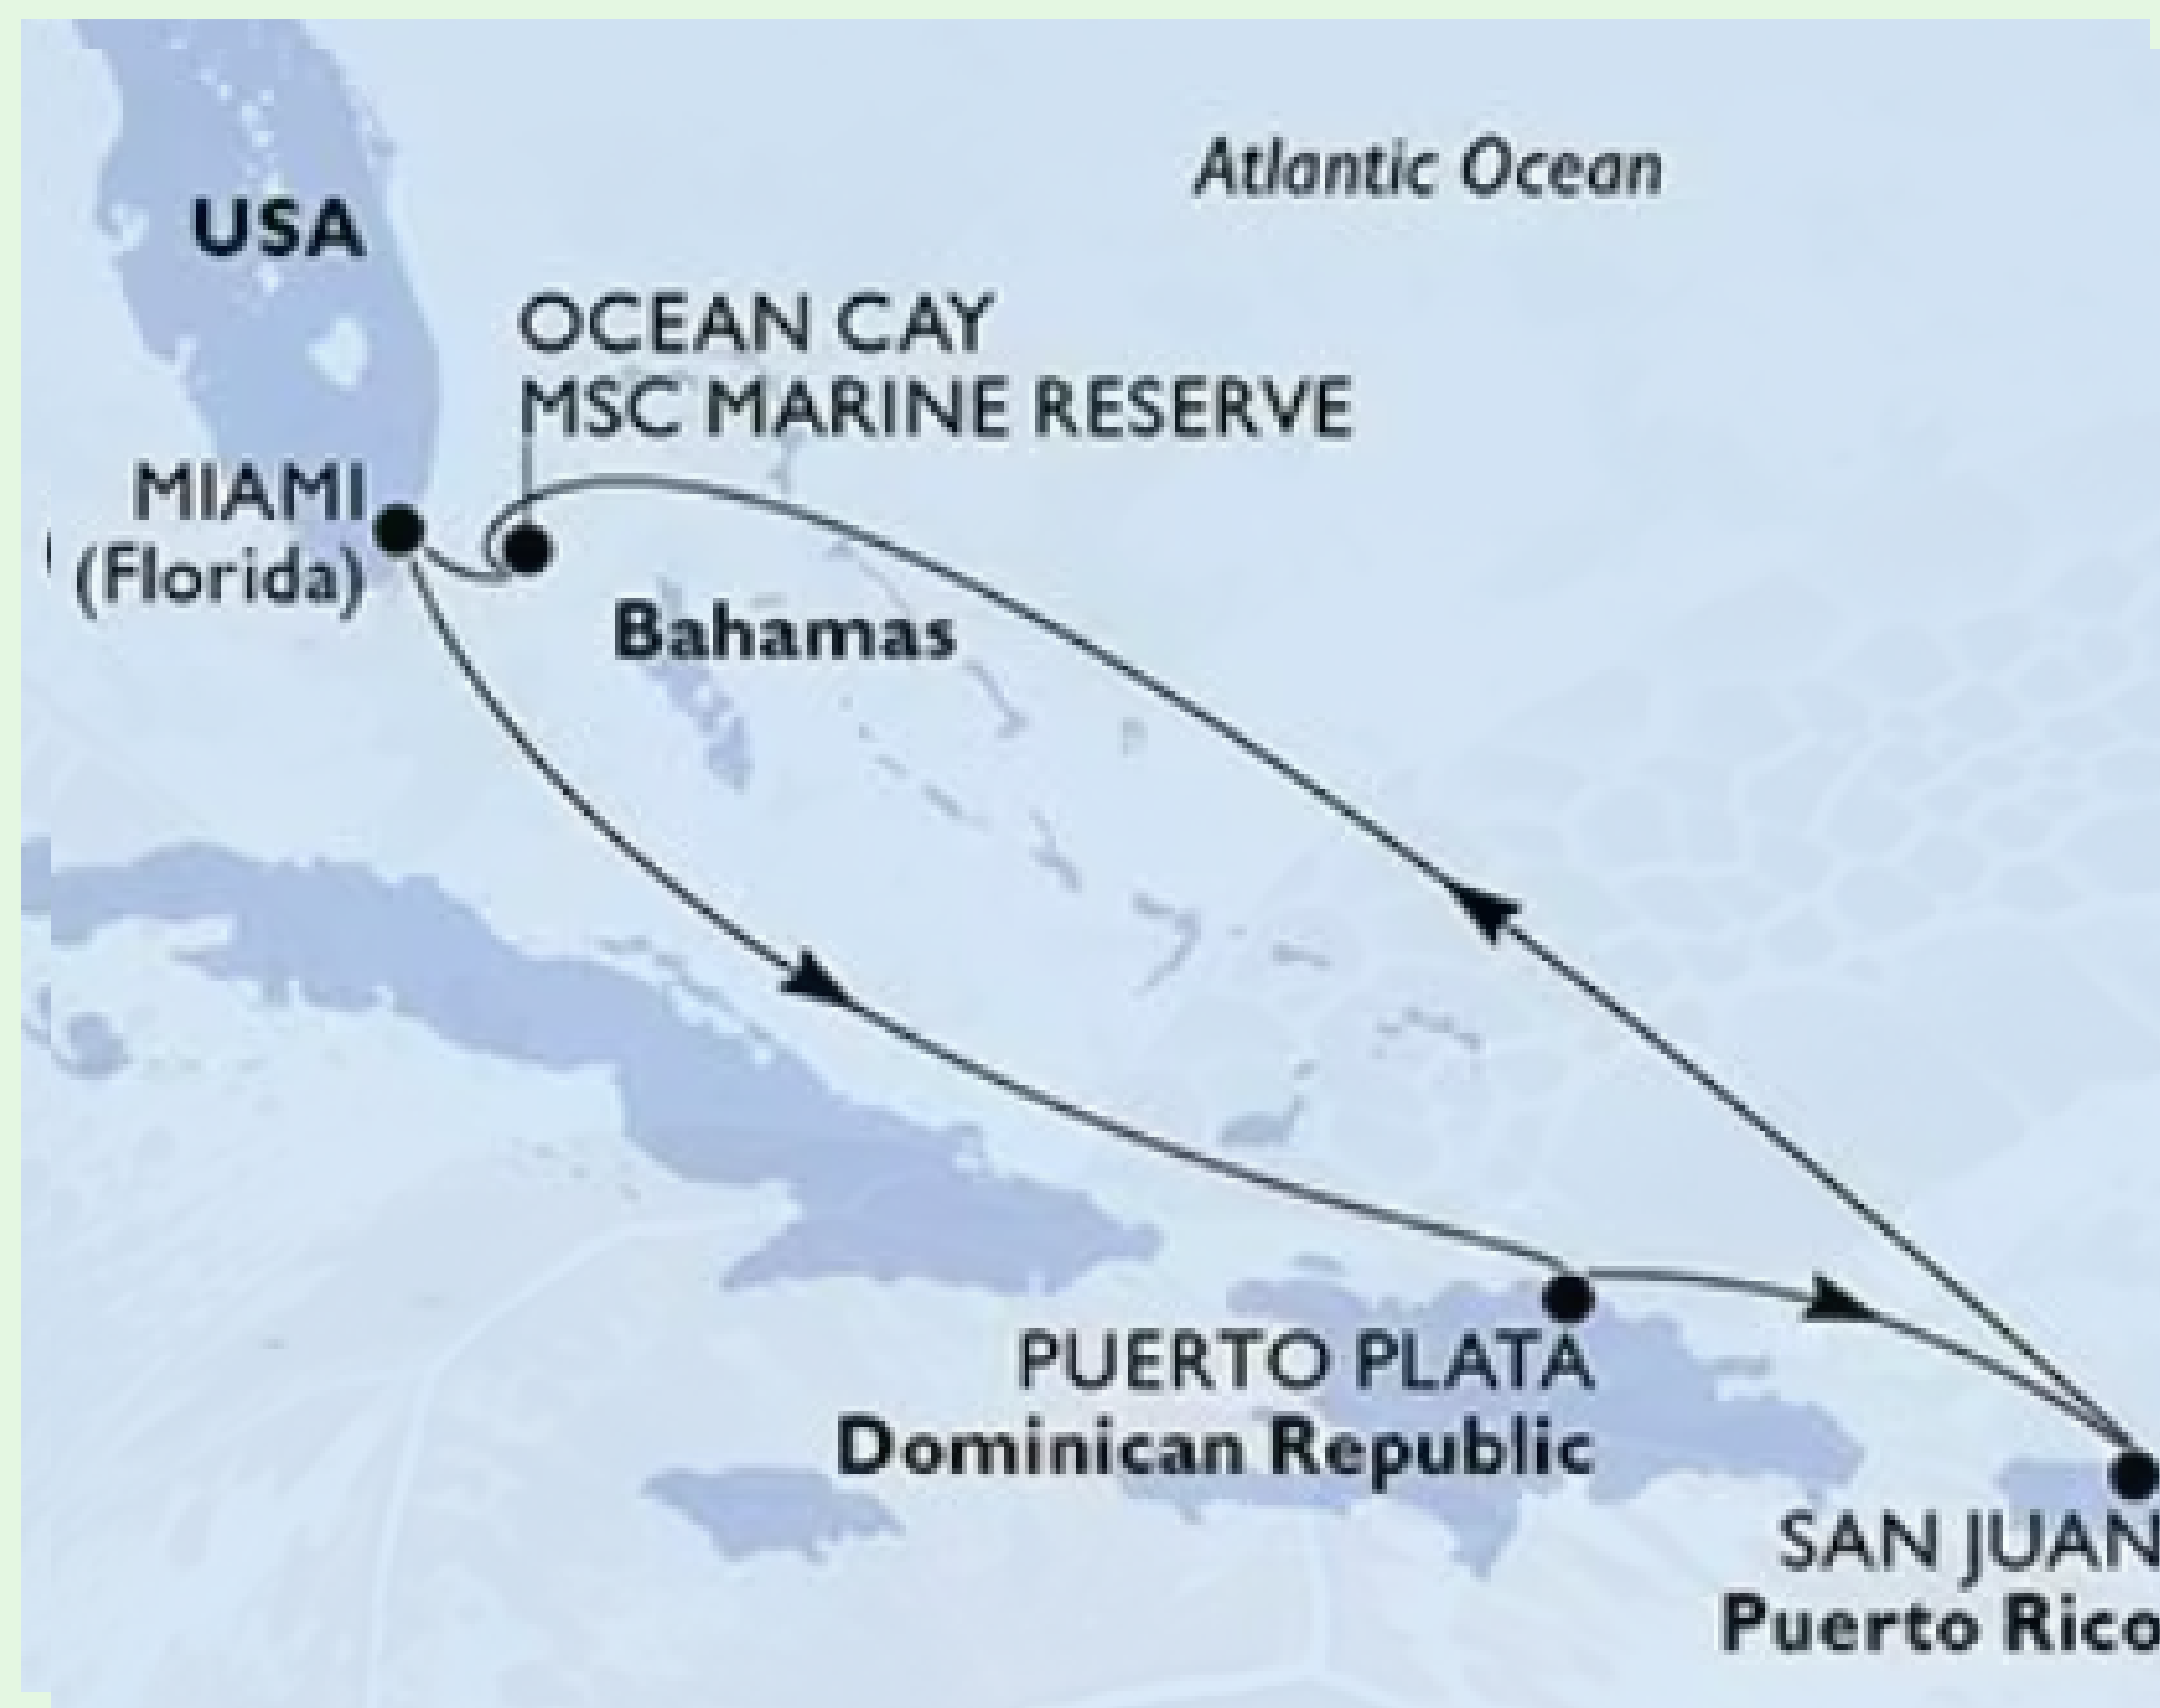 Atlantic Ocean
USA
OCEAN CAY
MSC MARINE RESERVE
MIAMI
(Florida)
Bahamas
PUERTO PLATA
Dominican Republic
SAN JUAN
Puerto Rico